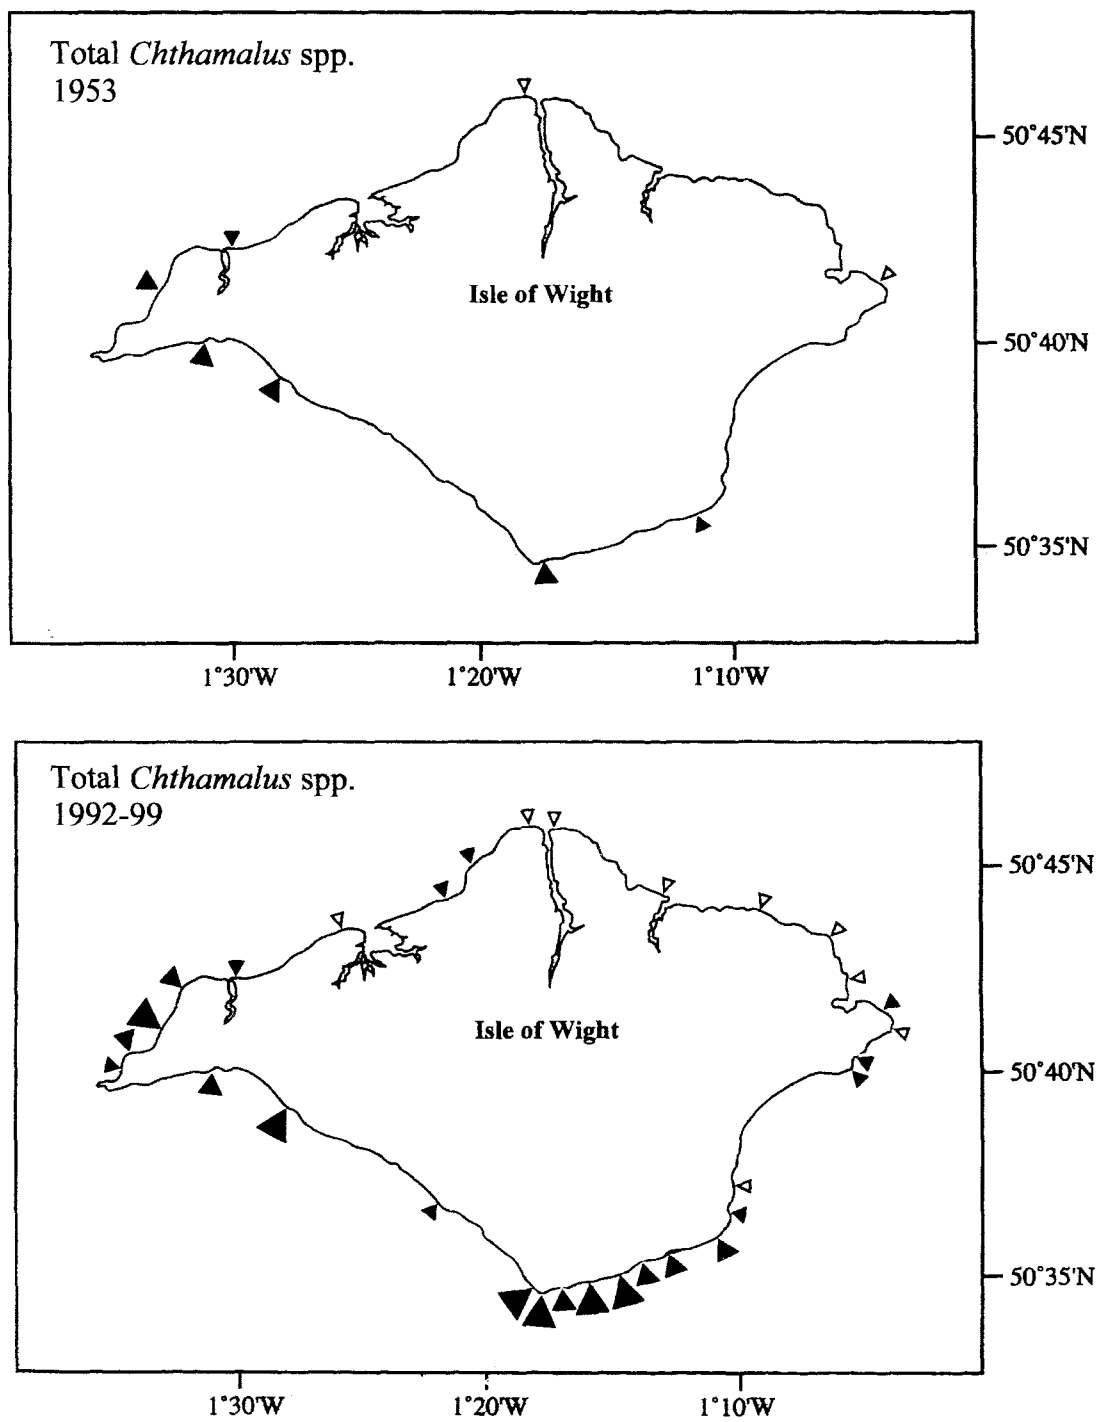 Total Chthamalus spp.
1953
50°45'N
Isle of Wight
50°40'N
50°35'N
1°30'W
1°20'W
1°10'W
Total Chthamalus spp.
1992-99
50°45'N
Isle of Wight
50°40'N
50°35'N
1°30'W
1°20'W
1°10'W